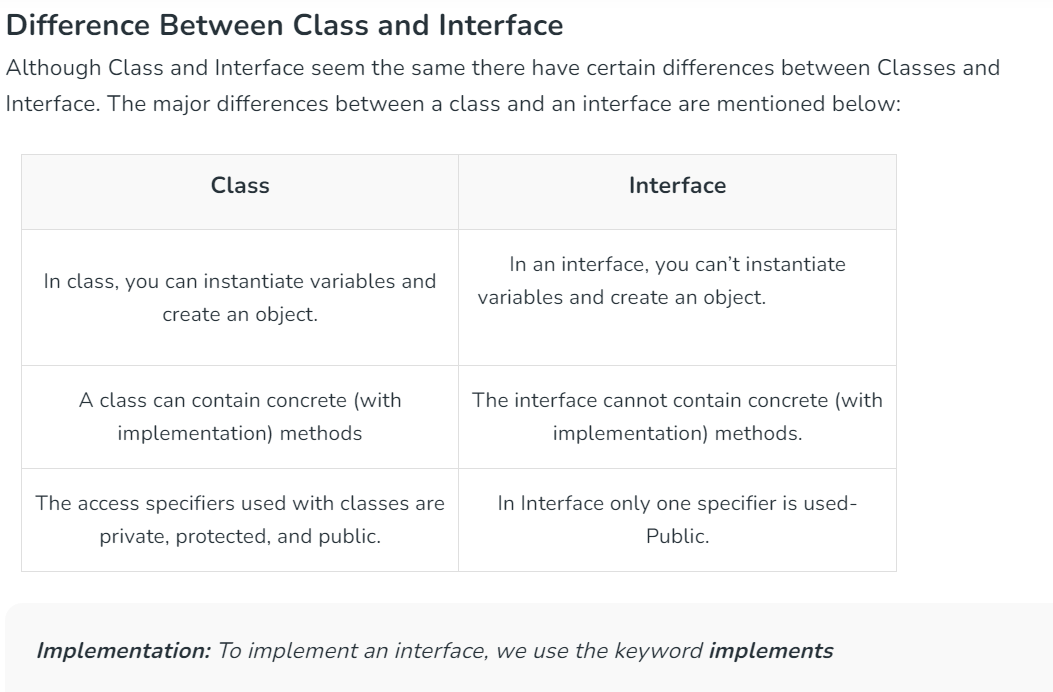 Difference Between Class and Interface
Although Class and Interface seem the same there have certain differences between Classes and
Interface. The major differences between a class and an interface are mentioned below:
Class
Interface
In class, you can instantiate variables and
create an object.
In an interface, you can’t instantiate
variables and create an object.
A class can contain concrete (with
implementation) methods
The interface cannot contain concrete (with
implementation) methods.
The access specifiers used with classes are
private, protected, and public.
In Interface only one specifier is used-
Public.
Implementation: To implement an interface, we use the keyword implements